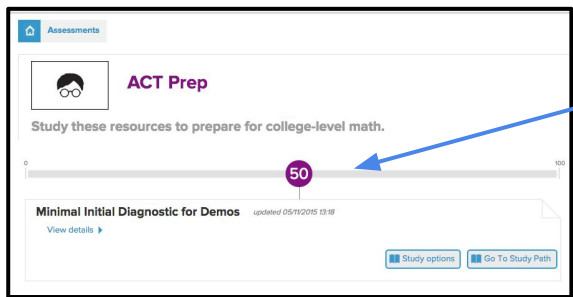 Assessments
ACT Prep
Study these resources to prepare for college-level math.
0 100
50
Minimal Initial Diagnostic for Demos updated 05/11/2015 13:18
View details
Study options Go To Study Path